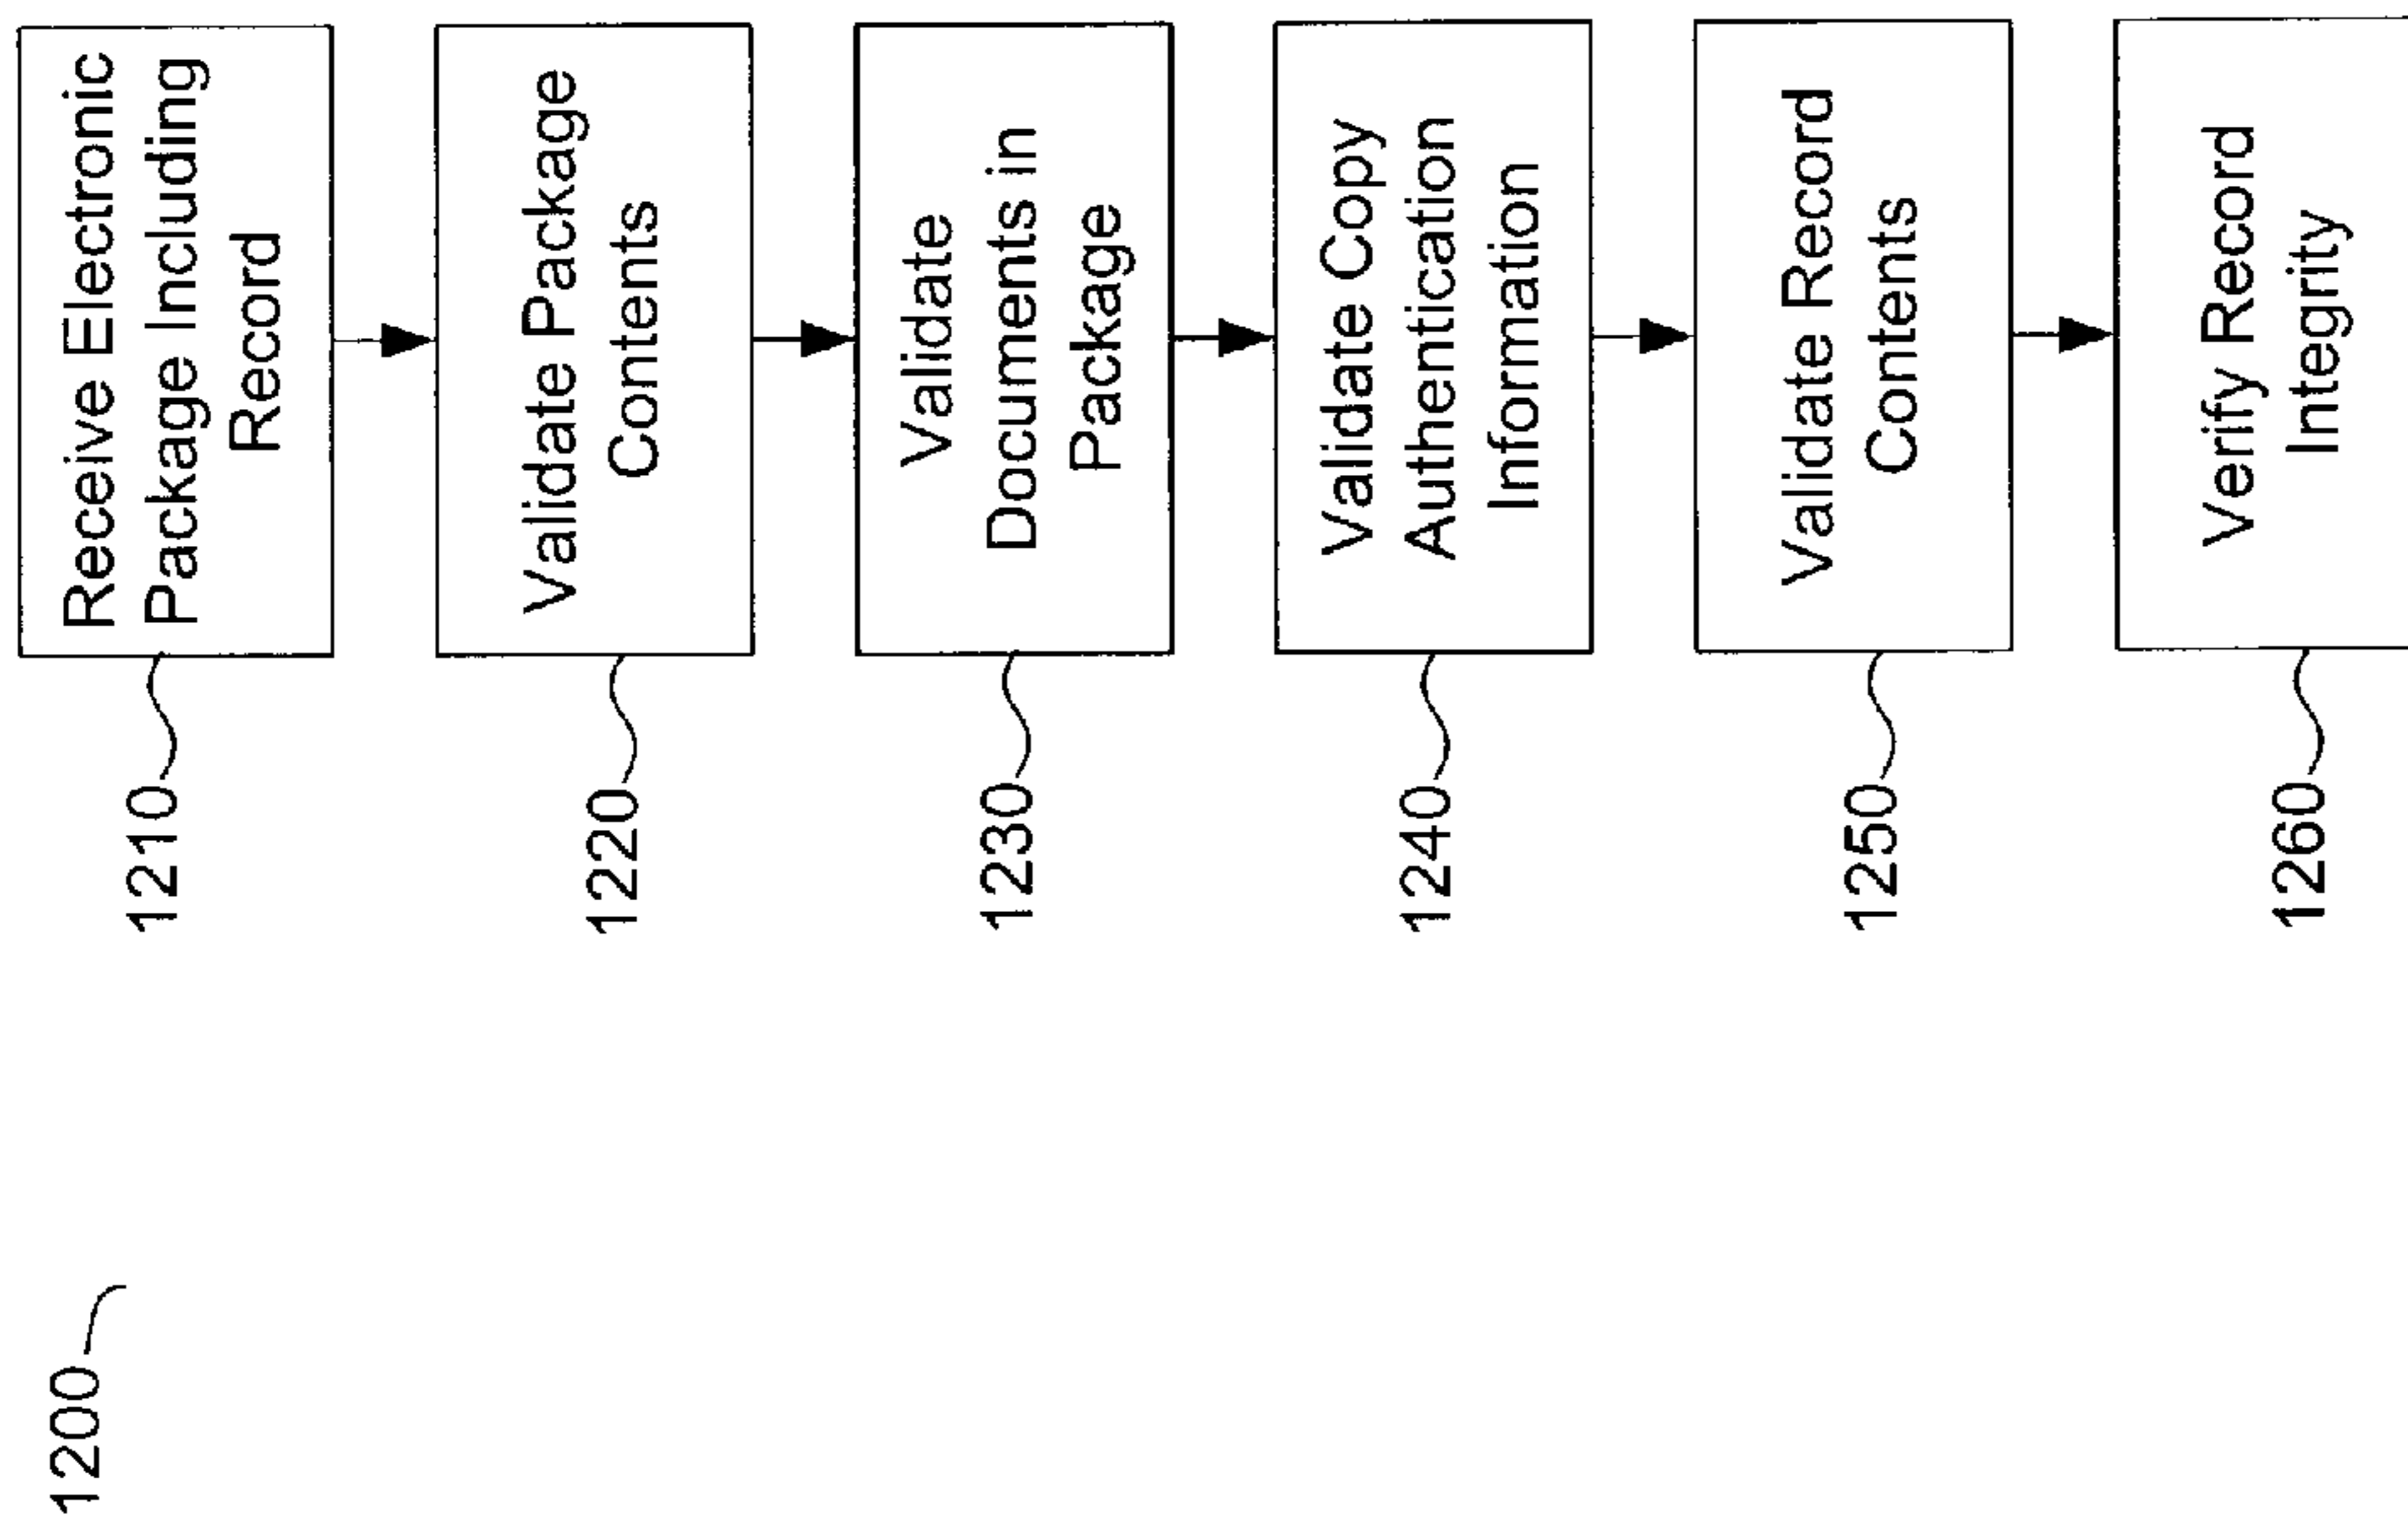 1200
1210
Receive Electronic
Package Including
Record
1220
Validate Package
Contents
1230
Validate
Documents in
Package
1240
Validate Copy
Authentication
Information
1250
Validate Record
Contents
1260
Verify Record
Integrity